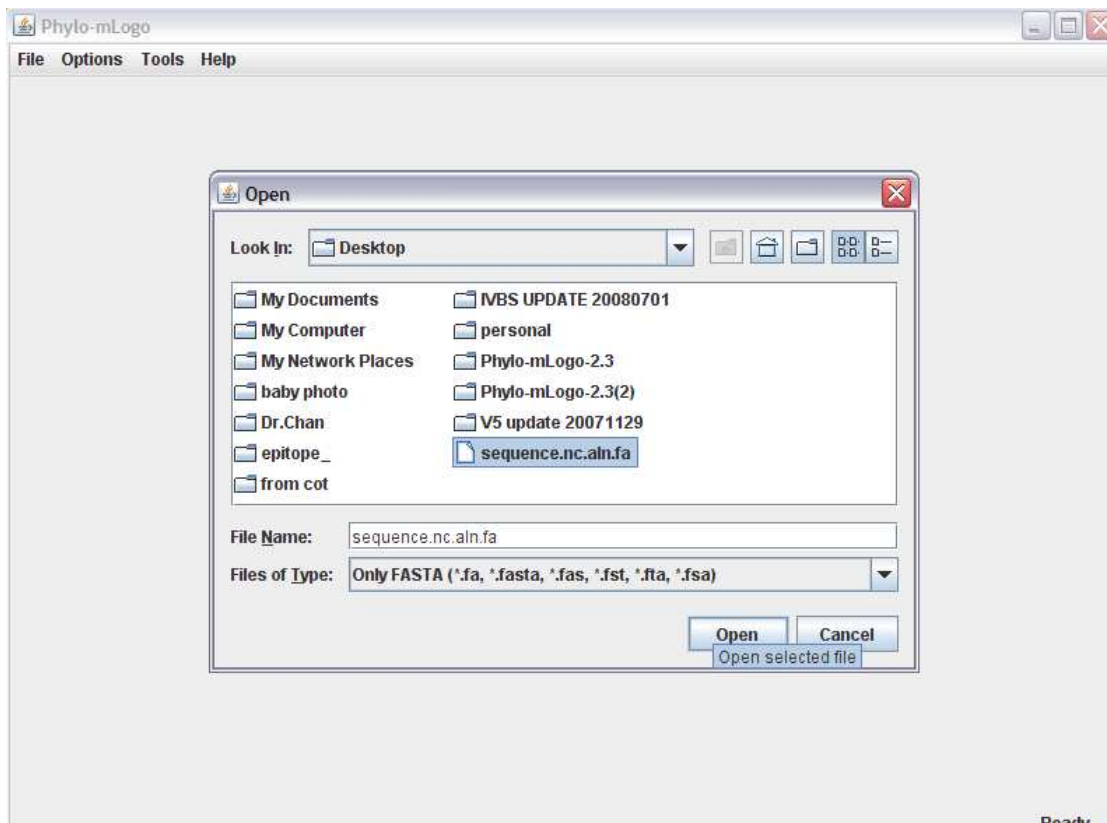 Phylo-mLogo
File Options Tools Help
Open
Look In: Desktop
My Documents IVBS UPDATE 20080701
My Computer personal
My Network Places Phylo-mLogo-2.3
baby photo Phylo-mLogo-2.3(2)
Dr.Chan V5 update 20071129
epitope_ sequence.nc.aln.fa
from cot
File Name: sequence.nc.aln.fa
Files of Type: Only FASTA (*.fa, *.fasta, *.fas, *.fst, *.fta, *.fsa)
Open Cancel
Open selected file
Ready